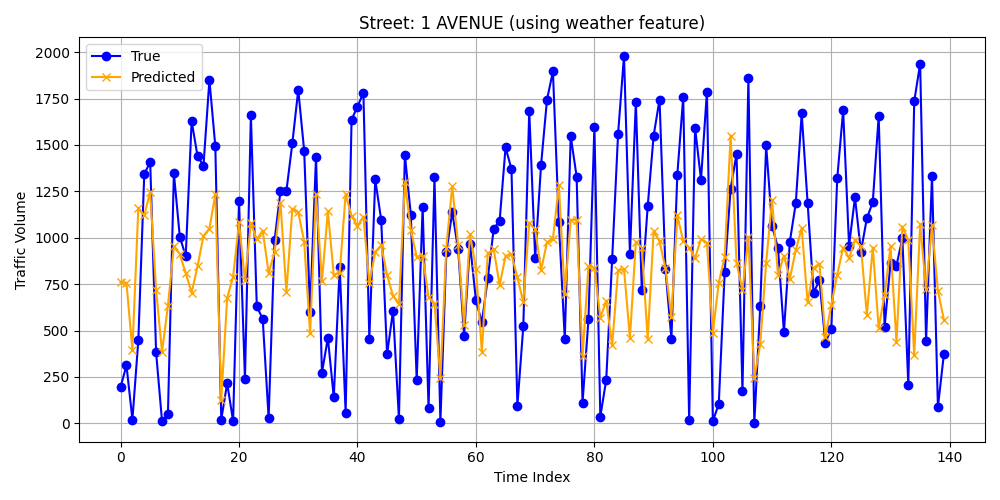 Street: 1 AVENUE (using weather feature)
True
Predicted
Traffic Volume
2000
1750
1500
1250
1000
750
500
250
0
0 20 40 60 80 100 120 140
Time Index